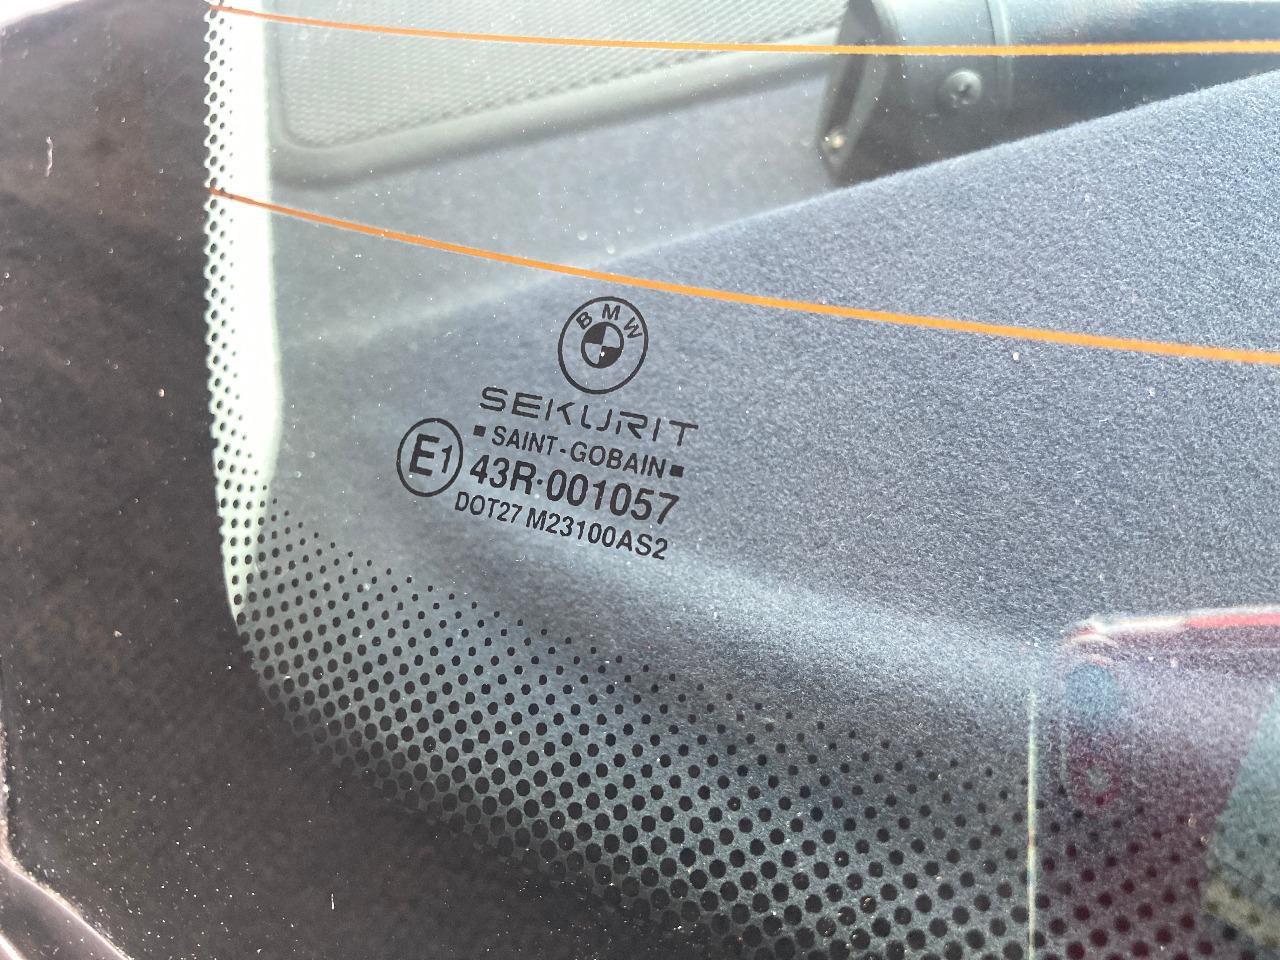 BMW
SEKURIT
▪ SAINT-GOBAIN ▪
E1
43R·001057
DOT27 M23100AS2